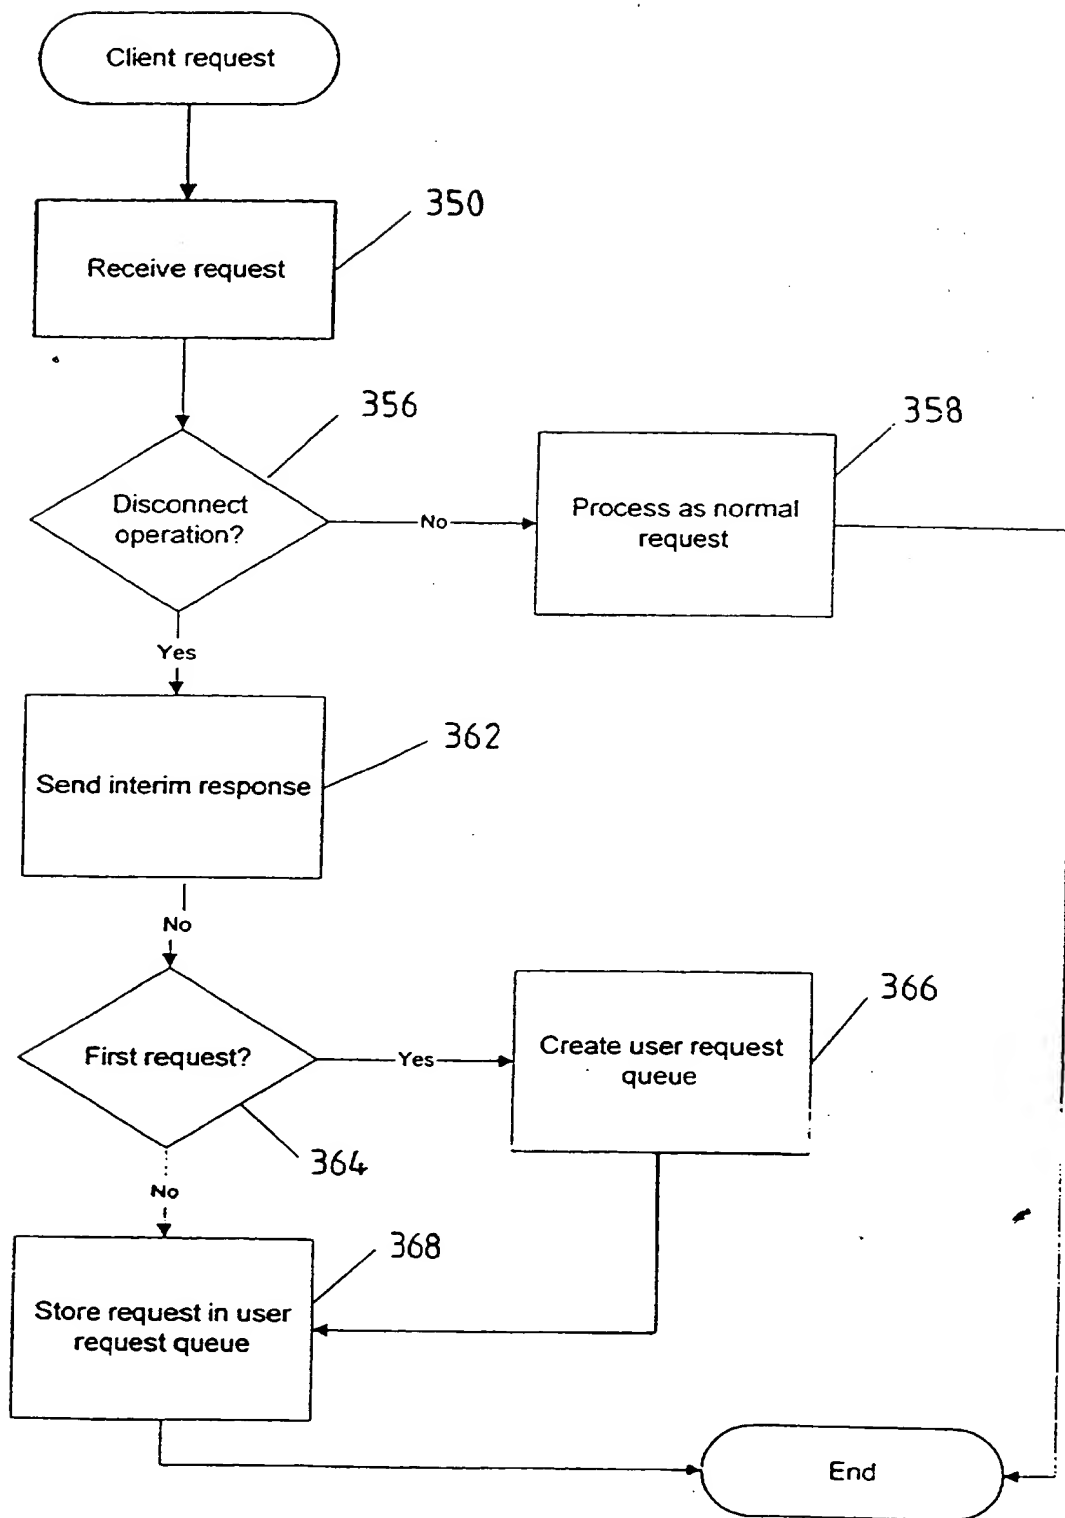 Client request
350
Receive request
356
358
Disconnect
operation?
No
Process as normal
request
Yes
362
Send interim response
No
366
First request?
Yes
Create user request
queue
364
No
368
Store request in user
request queue
End